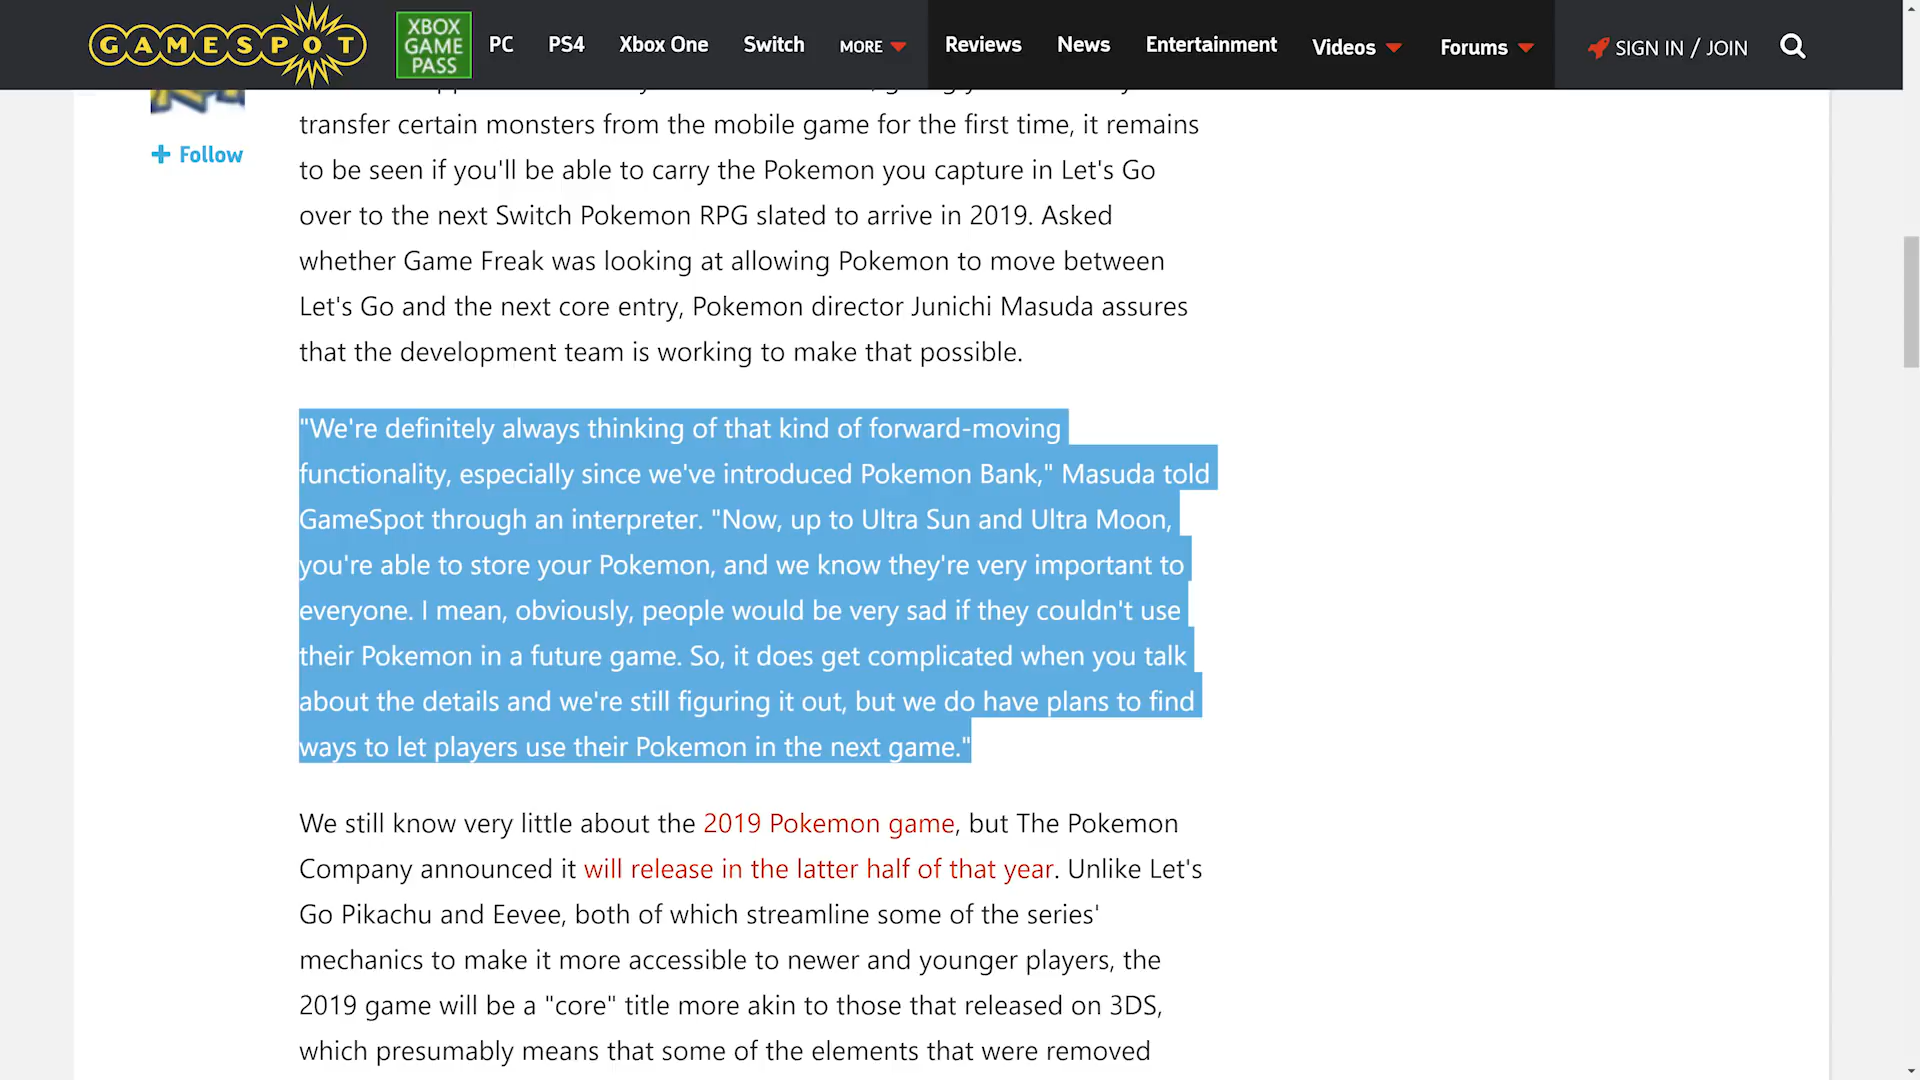 GAMESPOT
XBOX GAME PASS
PC PS4 Xbox One Switch MORE Reviews News Entertainment Videos Forums SIGN IN / JOIN
transfer certain monsters from the mobile game for the first time, it remains
Follow
to be seen if you'll be able to carry the Pokemon you capture in Let's Go
over to the next Switch Pokemon RPG slated to arrive in 2019. Asked
whether Game Freak was looking at allowing Pokemon to move between
Let's Go and the next core entry, Pokemon director Junichi Masuda assures
that the development team is working to make that possible.
"We're definitely always thinking of that kind of forward-moving
functionality, especially since we've introduced Pokemon Bank," Masuda told
GameSpot through an interpreter. "Now, up to Ultra Sun and Ultra Moon,
you're able to store your Pokemon, and we know they're very important to
everyone. I mean, obviously, people would be very sad if they couldn't use
their Pokemon in a future game. So, it does get complicated when you talk
about the details and we're still figuring it out, but we do have plans to find
ways to let players use their Pokemon in the next game."
We still know very little about the 2019 Pokemon game, but The Pokemon
Company announced it will release in the latter half of that year. Unlike Let's
Go Pikachu and Eevee, both of which streamline some of the series'
mechanics to make it more accessible to newer and younger players, the
2019 game will be a "core" title more akin to those that released on 3DS,
which presumably means that some of the elements that were removed